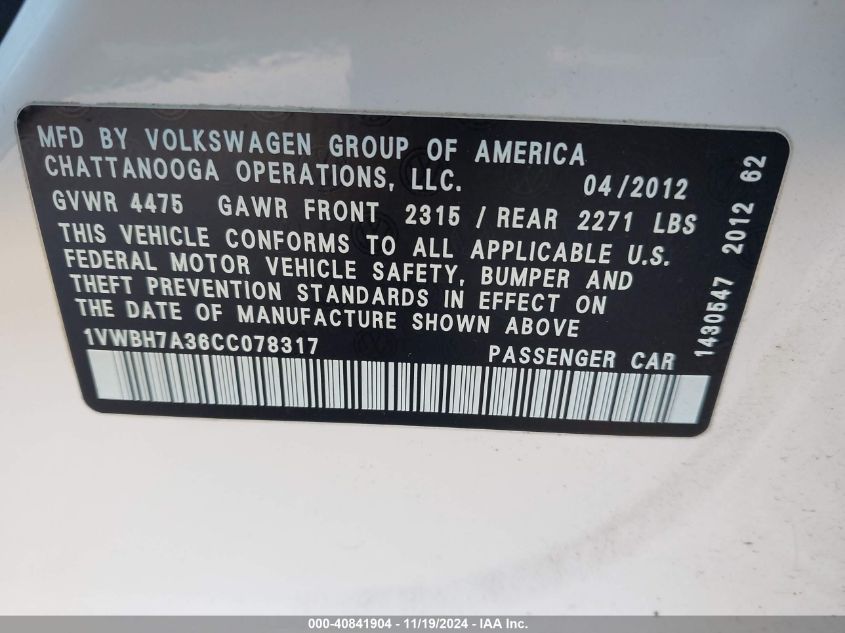 MFD BY VOLKSWAGEN GROUP OF AMERICA
CHATTANOOGA OPERATIONS, LLC. 04/2012
GVWR 4475 GAWR FRONT 2315 / REAR 2271 LBS
THIS VEHICLE CONFORMS TO ALL APPLICABLE U.S.
FEDERAL MOTOR VEHICLE SAFETY, BUMPER AND
THEFT PREVENTION STANDARDS IN EFFECT ON
THE DATE OF MANUFACTURE SHOWN ABOVE
1VWBH7A36CC078317 PASSENGER CAR
1430547 2012 62
000-40841904 - 11/19/2024 - IAA Inc.